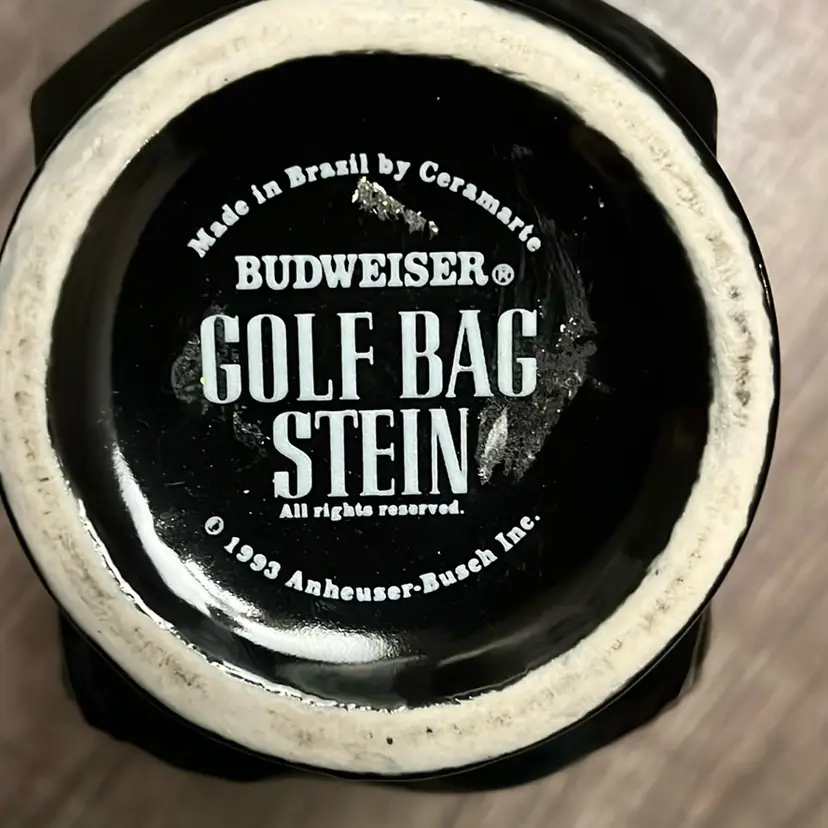 Made in Brazil by Ceramarte
BUDWEISER®
GOLF BAG
STEIN
All rights reserved.
© 1993 Anheuser-Busch Inc.